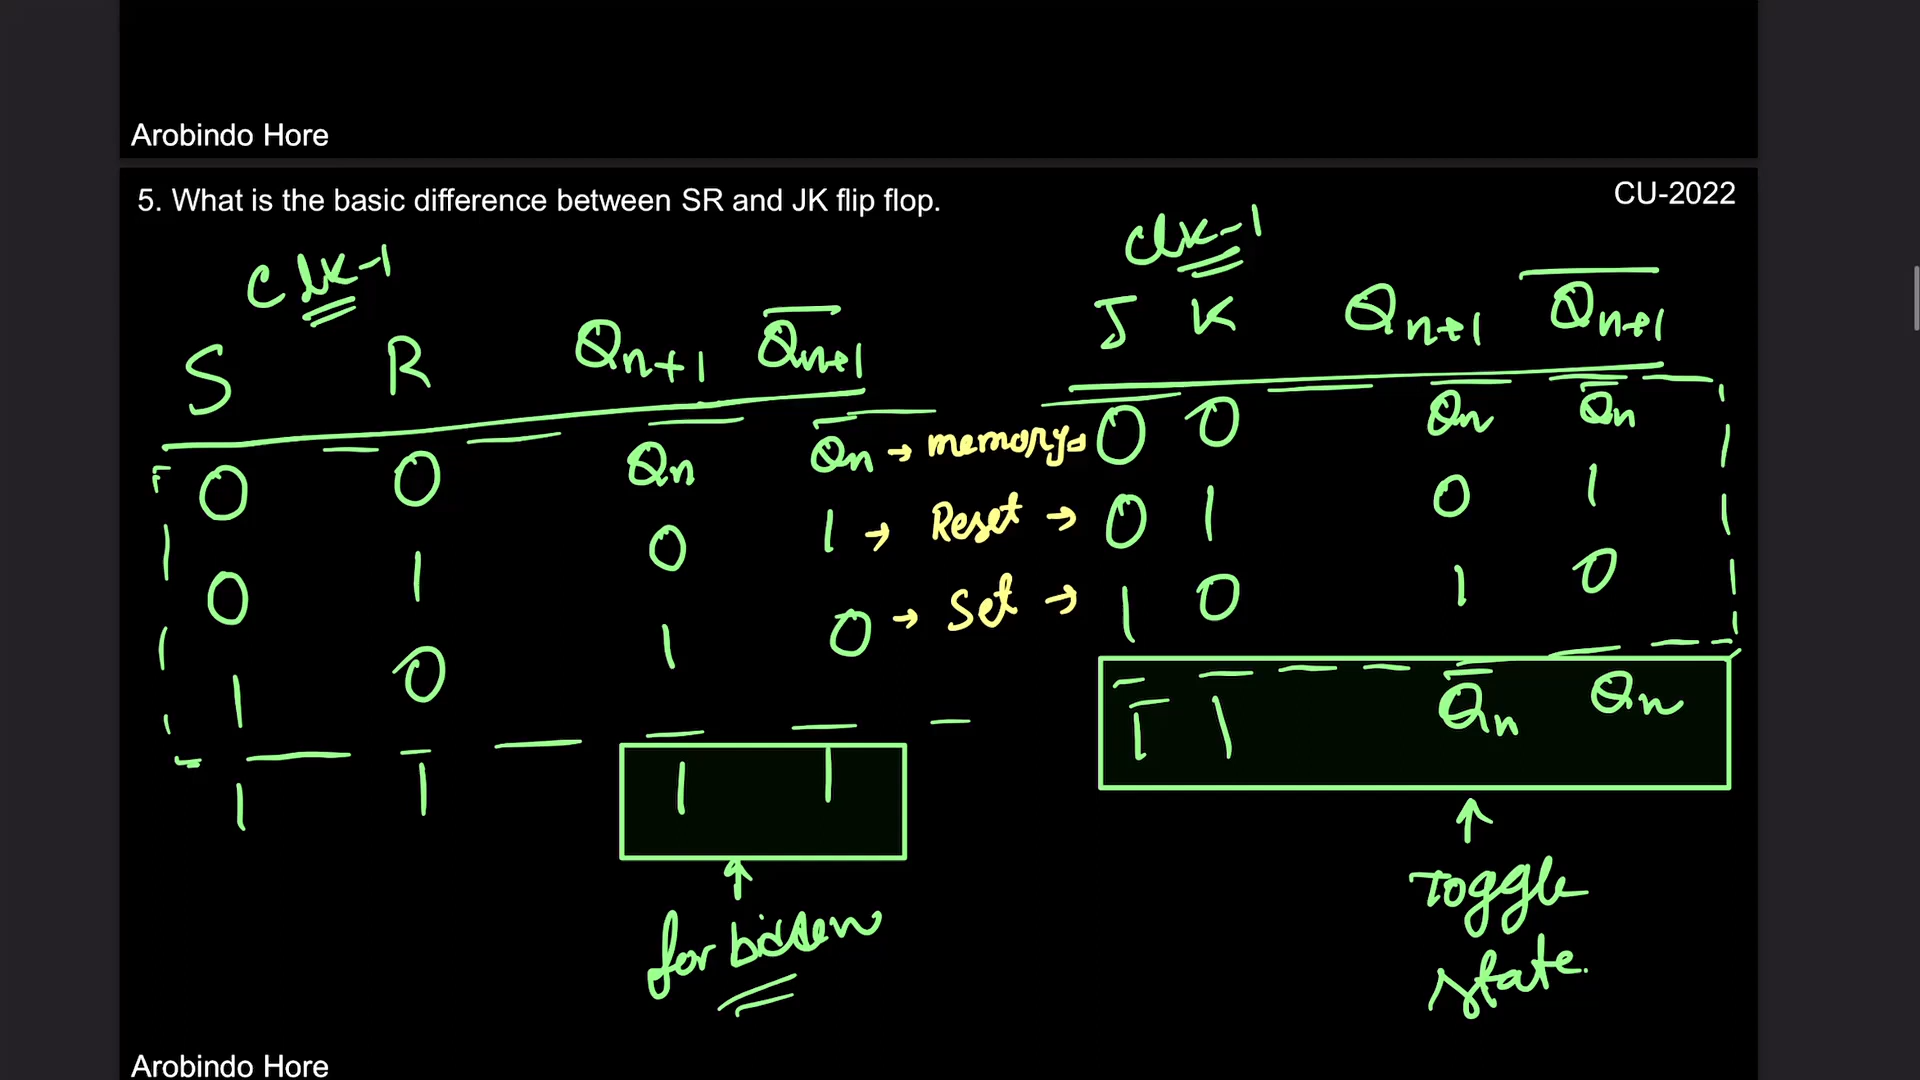 Arobindo Hore
5. What is the basic difference between SR and JK flip flop.
CU-2022
Clk-1
S R Qn+1 Q̅n+1
0 0 Qn Q̅n → memory
0 1 0 1 → Reset →
1 0 1 0 → Set →
1 1 1 1
↑
forbidden
Clk-1
J K Qn+1 Q̅n+1
0 0 Qn Q̅n
0 1 0 1
1 0 1 0
1 1 Q̅n Qn
↑
Toggle
state.
Arobindo Hore